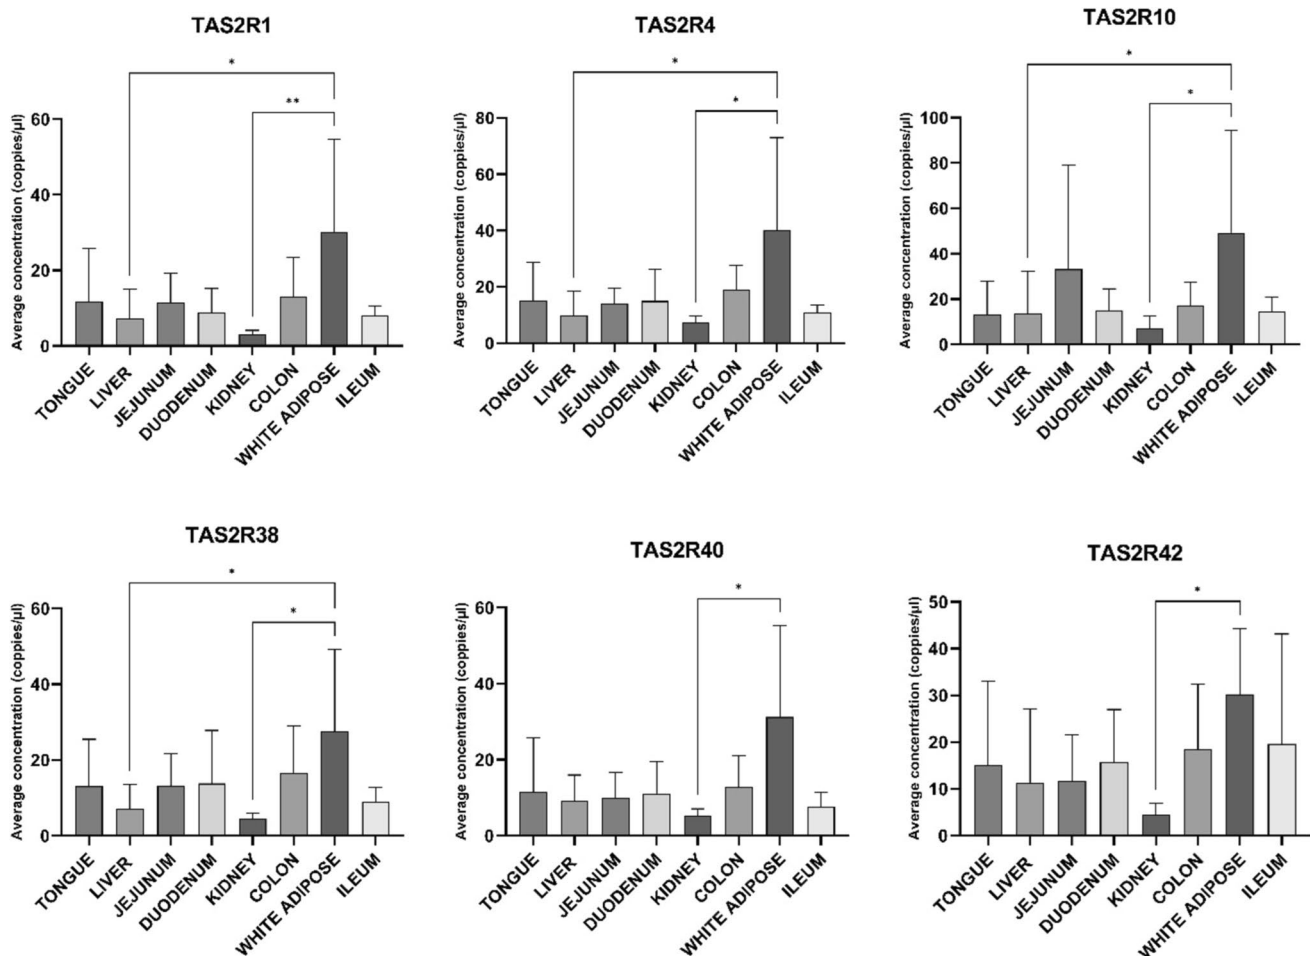 TAS2R1
*
**
Average concentration (coppies/µl)
60
40
20
0
TONGUE
LIVER
JEJUNUM
DUODENUM
KIDNEY
COLON
WHITE ADIPOSE
ILEUM
TAS2R4
*
*
Average concentration (coppies/µl)
80
60
40
20
0
TONGUE
LIVER
JEJUNUM
DUODENUM
KIDNEY
COLON
WHITE ADIPOSE
ILEUM
TAS2R10
*
*
Average concentration (coppies/µl)
100
80
60
40
20
0
TONGUE
LIVER
JEJUNUM
DUODENUM
KIDNEY
COLON
WHITE ADIPOSE
ILEUM
TAS2R38
*
*
Average concentration (coppies/µl)
60
40
20
0
TONGUE
LIVER
JEJUNUM
DUODENUM
KIDNEY
COLON
WHITE ADIPOSE
ILEUM
TAS2R40
*
Average concentration (coppies/µl)
60
40
20
0
TONGUE
LIVER
JEJUNUM
DUODENUM
KIDNEY
COLON
WHITE ADIPOSE
ILEUM
TAS2R42
*
Average concentration (coppies/µl)
50
40
30
20
10
0
TONGUE
LIVER
JEJUNUM
DUODENUM
KIDNEY
COLON
WHITE ADIPOSE
ILEUM